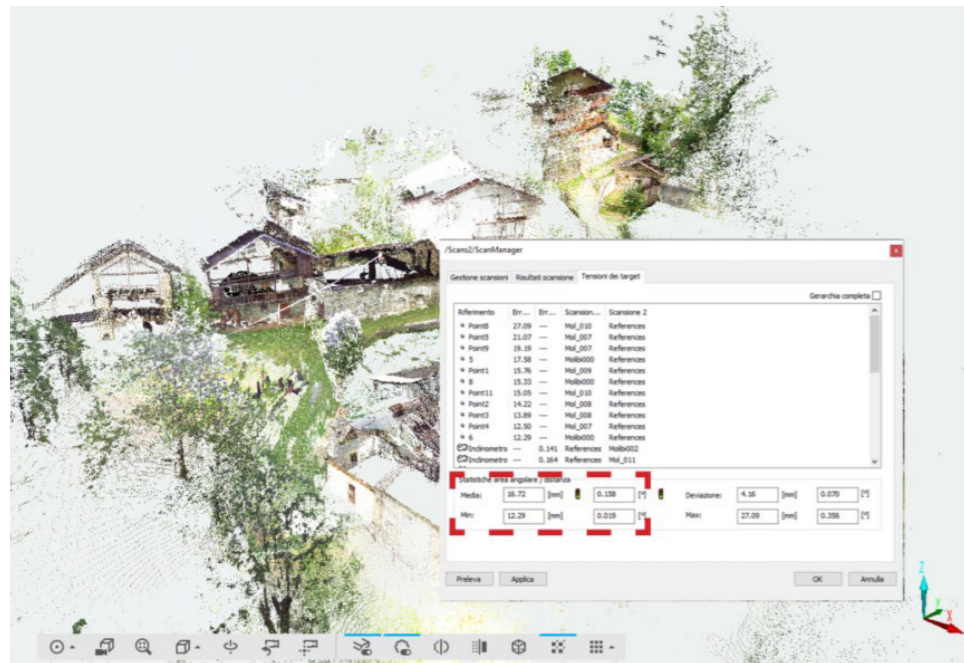 /Scans2/ScanManager
Gestione scansioni Risultati scansione Tensioni dei target
Gerarchia completa
Riferimento Err... Err... Scansion... Scansione 2
Point8 27.09 --- Mol_010 References
Point5 21.07 --- Mol_007 References
Point9 19.19 --- Mol_007 References
5 17.58 --- Molibi000 References
Point1 15.76 --- Mol_009 References
8 15.33 --- Molibi000 References
Point11 15.05 --- Mol_010 References
Point2 14.22 --- Mol_008 References
Point3 13.89 --- Mol_008 References
Point4 12.50 --- Mol_007 References
6 12.29 --- Molibi000 References
Inclinometro --- 0.141 References Molibi002
Inclinometro --- 0.164 References Mol_011
Statistiche area angolare / distanza
Media: 16.72 [mm] 0.158 [°] Deviazione: 4.16 [mm] 0.070 [°]
Min: 12.29 [mm] 0.019 [°] Max: 27.09 [mm] 0.356 [°]
Preleva Applica OK Annulla
Z
Y
X